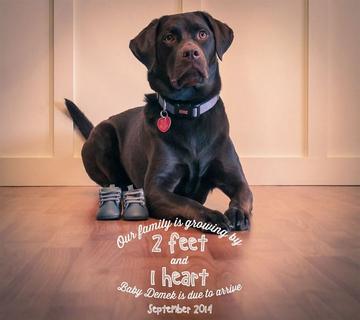 Our family is growing by
2 feet
and
1 heart
Baby Demek is due to arrive
September 2014